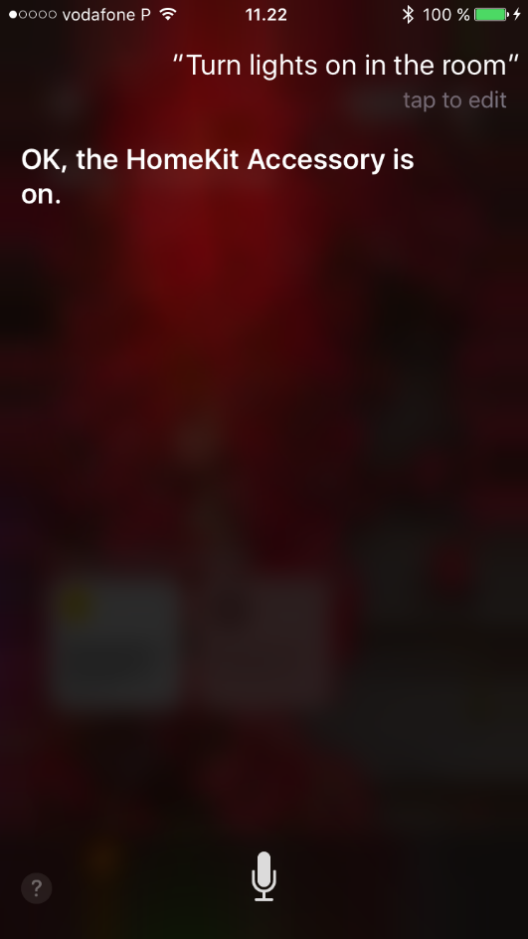 vodafone P 11.22 100 %
“Turn lights on in the room”
tap to edit
OK, the HomeKit Accessory is
on.
?